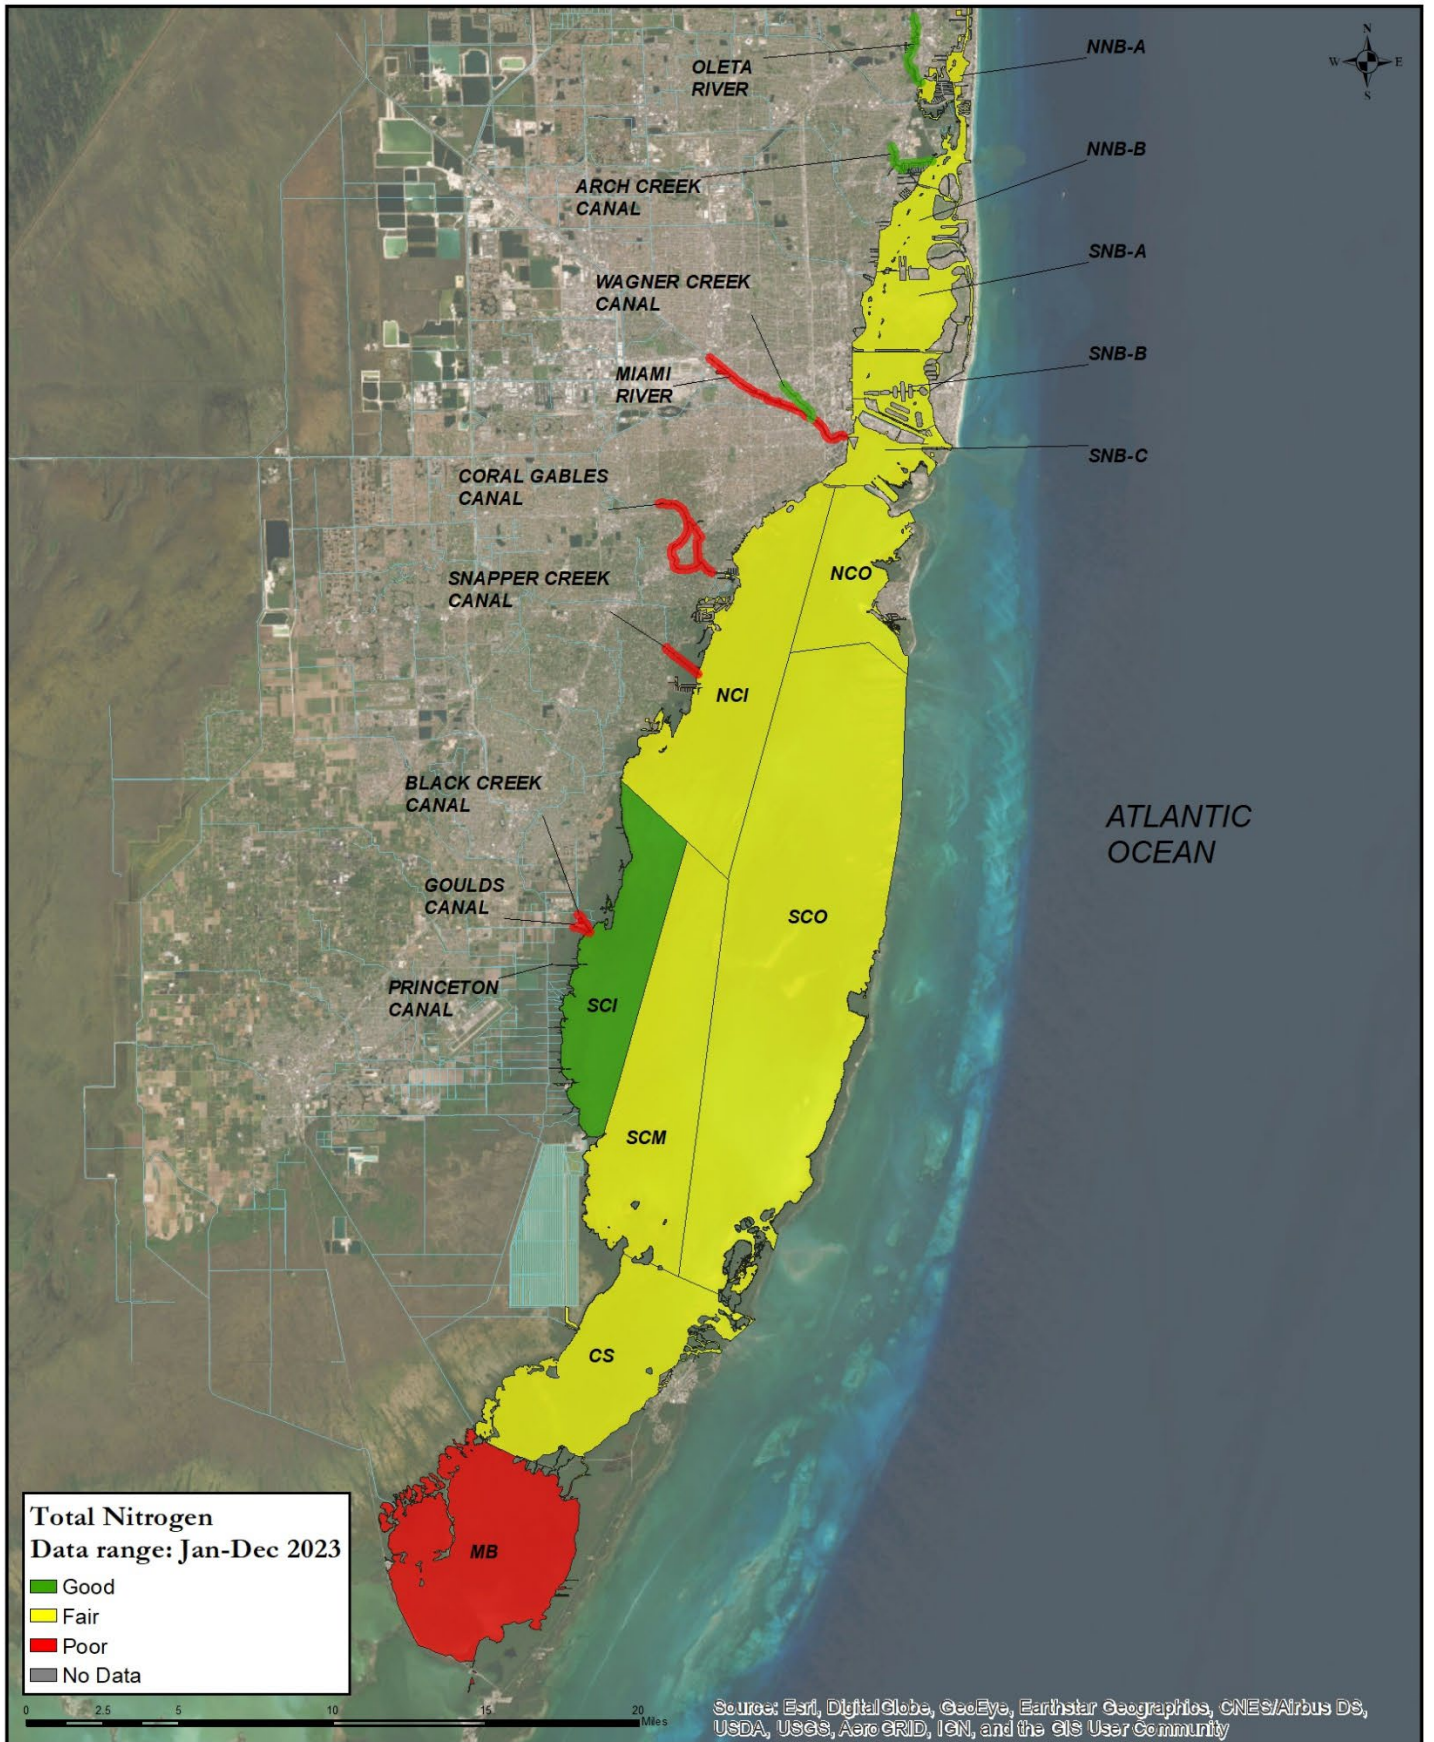 N
W E
S
OLETA
RIVER
NNB-A
ARCH CREEK
CANAL
NNB-B
WAGNER CREEK
CANAL
SNB-A
MIAMI
RIVER
SNB-B
SNB-C
CORAL GABLES
CANAL
NCO
SNAPPER CREEK
CANAL
NCI
BLACK CREEK
CANAL
ATLANTIC
OCEAN
GOULDS
CANAL
SCO
PRINCETON
CANAL
SCI
SCM
CS
MB
Total Nitrogen
Data range: Jan-Dec 2023
Good
Fair
Poor
No Data
0 2.5 5 10 15 20
Miles
Source: Esri, DigitalGlobe, GeoEye, Earthstar Geographics, CNES/Airbus DS,
USDA, USGS, AeroGRID, IGN, and the GIS User Community